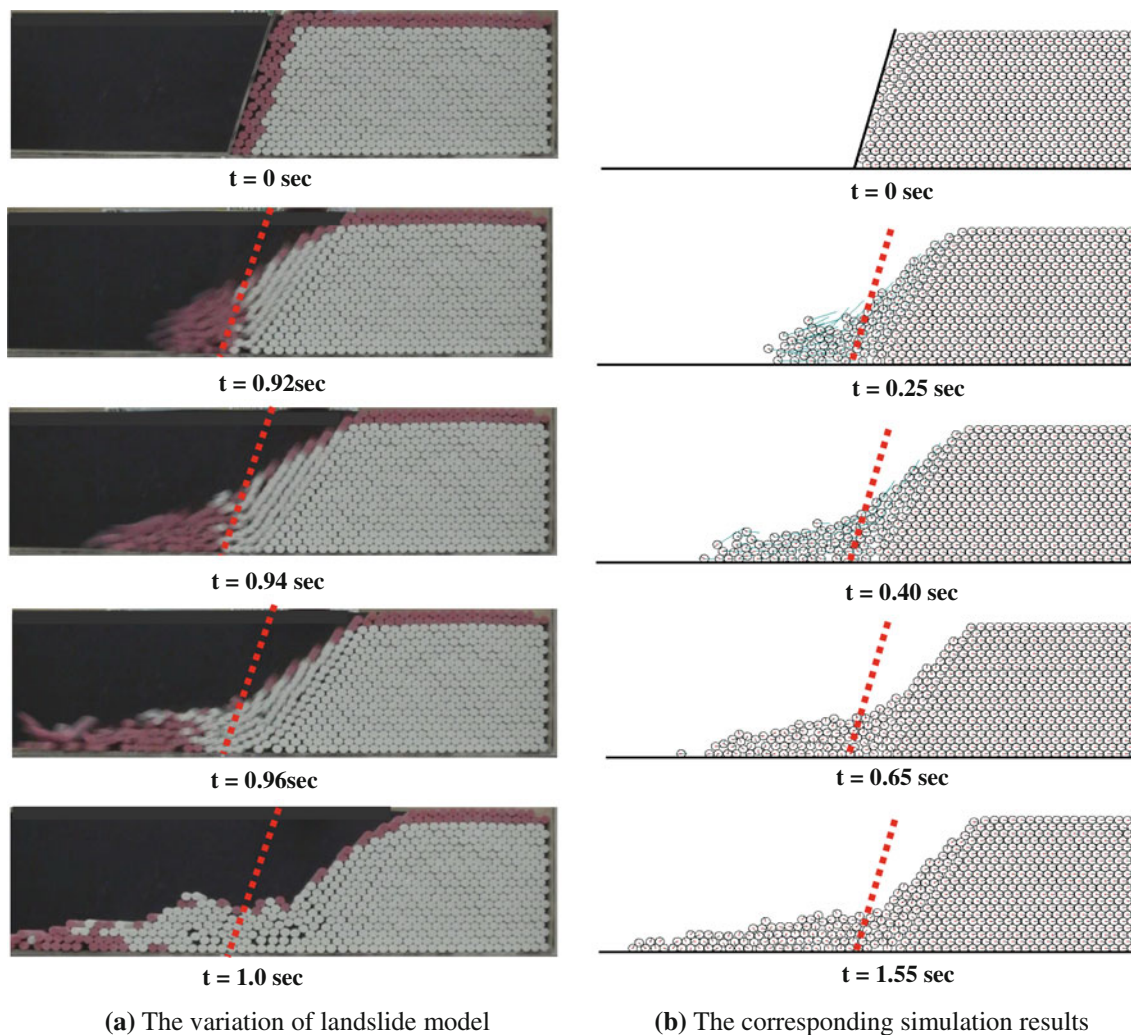 t = 0 sec
t = 0 sec
t = 0.92sec
t = 0.25 sec
t = 0.94 sec
t = 0.40 sec
t = 0.96sec
t = 0.65 sec
t = 1.0 sec
t = 1.55 sec
(a) The variation of landslide model
(b) The corresponding simulation results